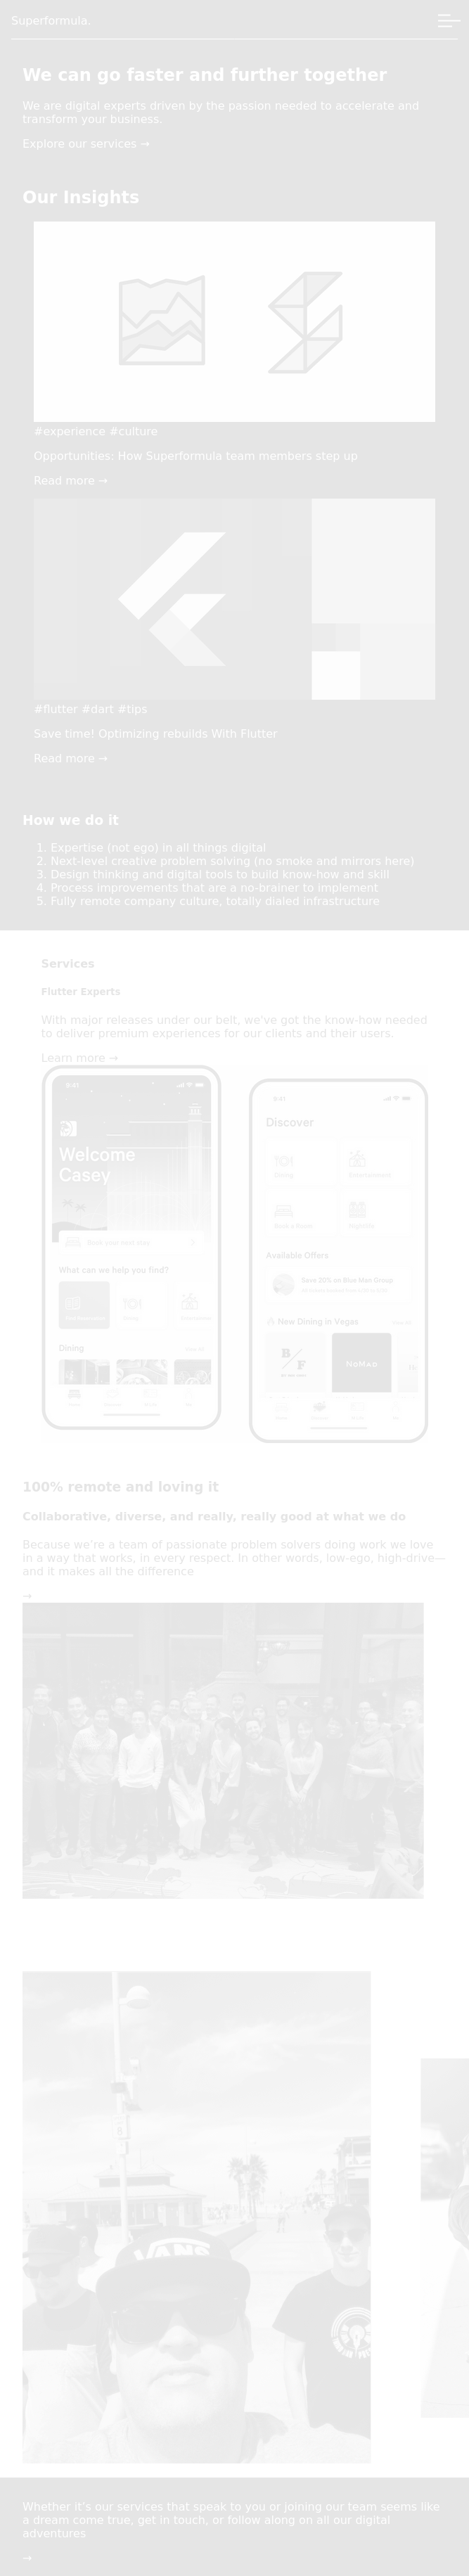 Superformula.
We can go faster and further together
We are digital experts driven by the passion needed to accelerate and
transform your business.
Explore our services →
Our Insights
#experience #culture
Opportunities: How Superformula team members step up
Read more →
#flutter #dart #tips
Save time! Optimizing rebuilds With Flutter
Read more →
How we do it
1. Expertise (not ego) in all things digital
2. Next-level creative problem solving (no smoke and mirrors here)
3. Design thinking and digital tools to build know-how and skill
4. Process improvements that are a no-brainer to implement
5. Fully remote company culture, totally dialed infrastructure
Services
Flutter Experts
With major releases under our belt, we've got the know-how needed
to deliver premium experiences for our clients and their users.
Learn more →
9:41
Welcome
Casey
Book your next stay
What can we help you find?
Dining
Dining
View all
9:41
Discover
Dining
Entertainment
Book a Room
Nightlife
Available Offers
Save 20% on Blue Man Group
New Dining in Vegas
B/F
NoMad
100% remote and loving it
Collaborative, diverse, and really, really good at what we do
Because we're a team of passionate problem solvers doing work we love
in a way that works, in every respect. In other words, low-ego, high-drive—
and it makes all the difference
→
VANS
Whether it's our services that speak to you or joining our team seems like
a dream come true, get in touch, or follow along on all our digital
adventures
→